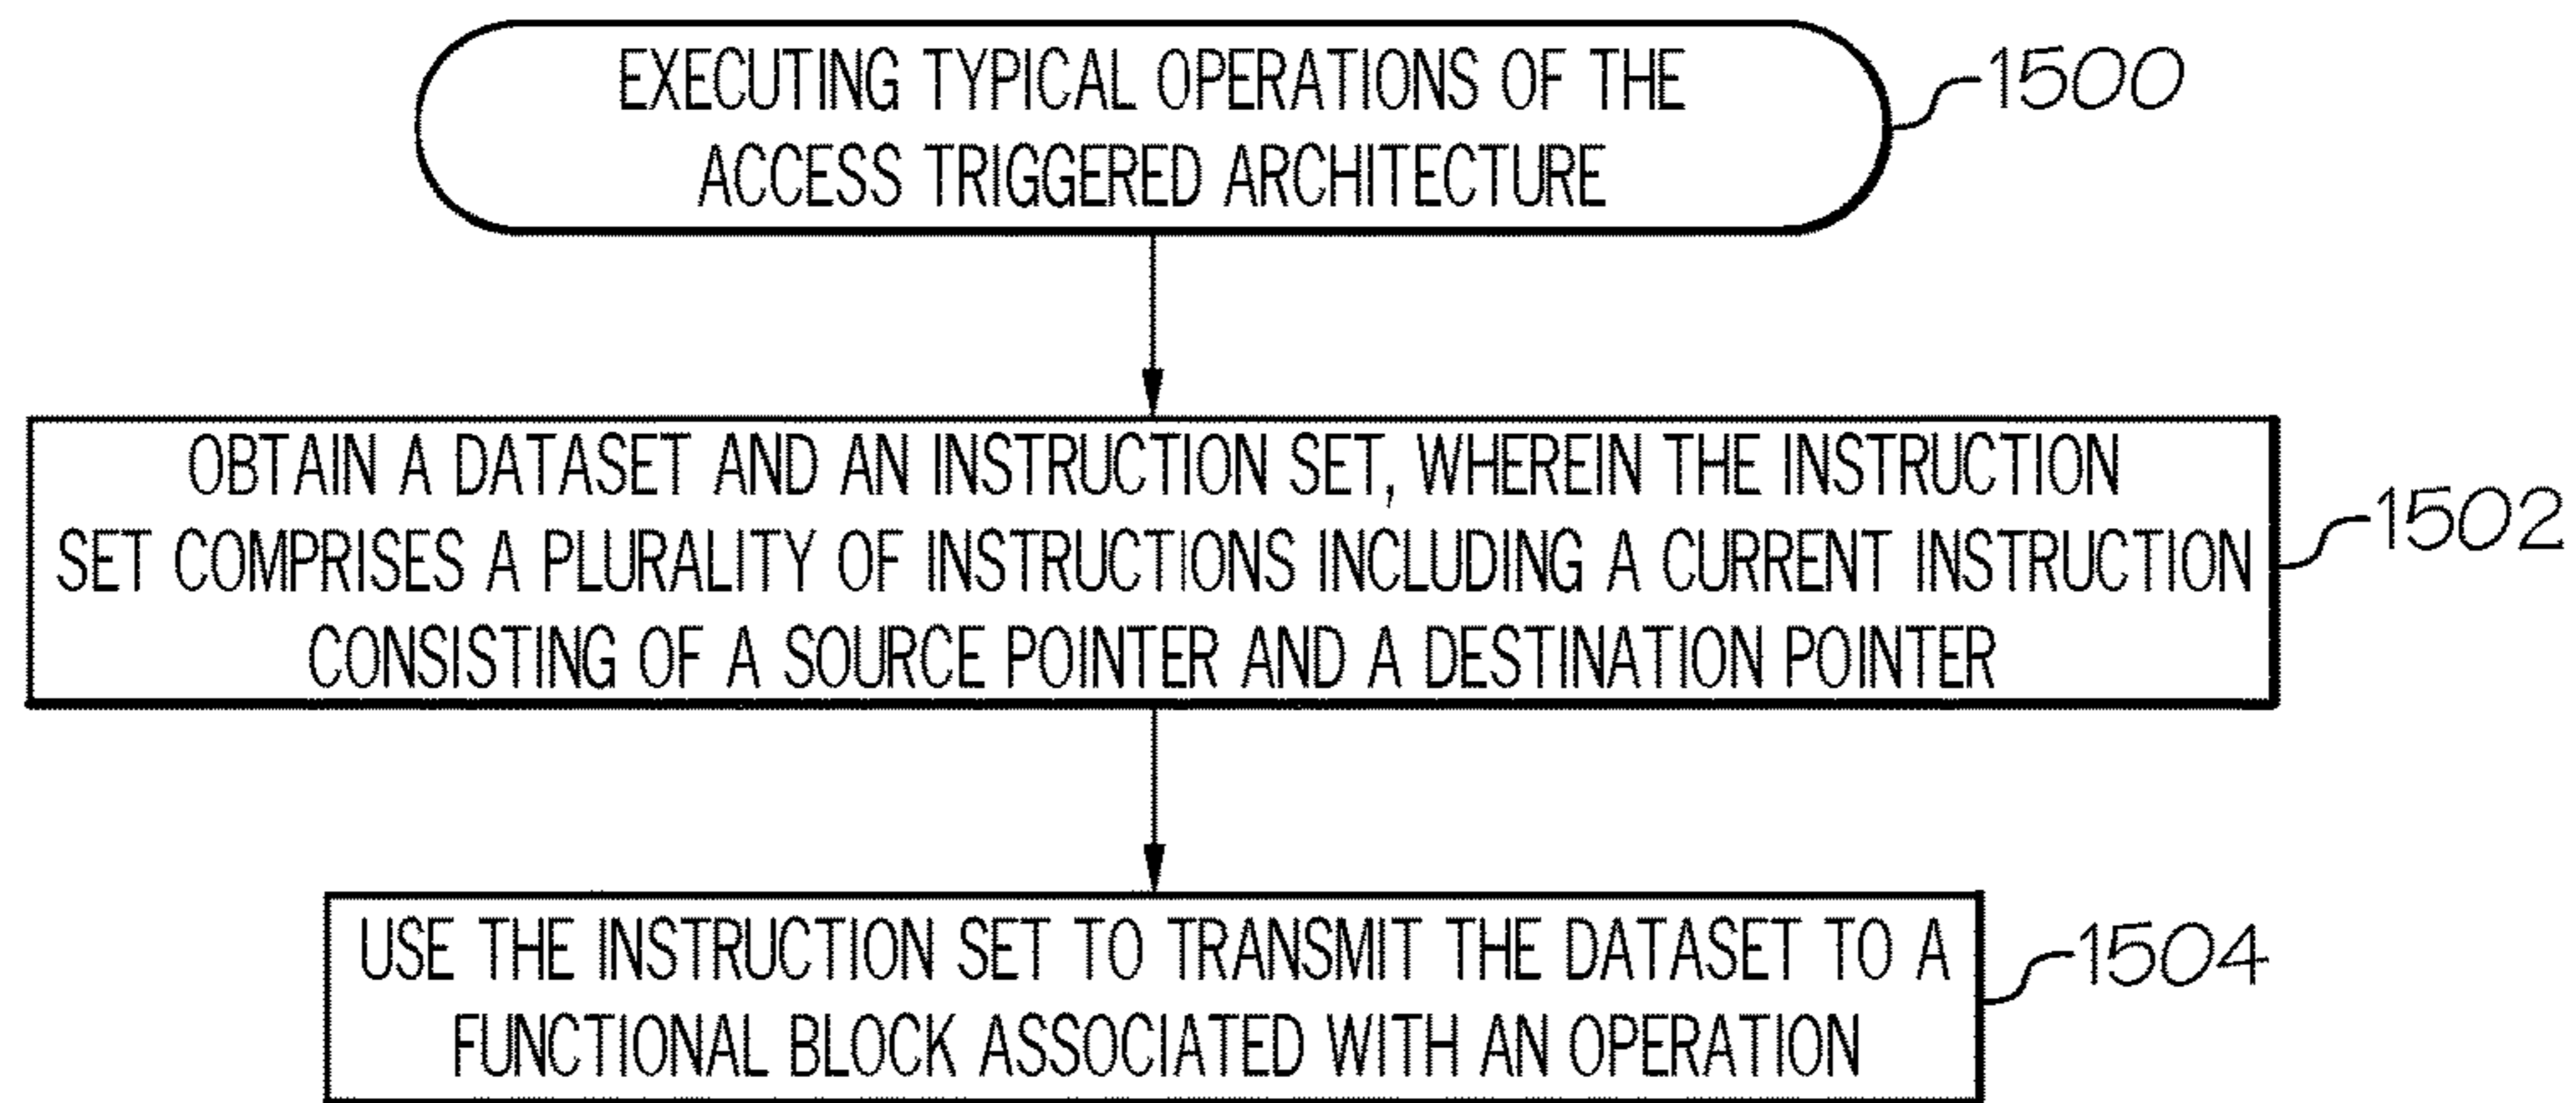 EXECUTING TYPICAL OPERATIONS OF THE
ACCESS TRIGGERED ARCHITECTURE
1500
OBTAIN A DATASET AND AN INSTRUCTION SET, WHEREIN THE INSTRUCTION
SET COMPRISES A PLURALITY OF INSTRUCTIONS INCLUDING A CURRENT INSTRUCTION
CONSISTING OF A SOURCE POINTER AND A DESTINATION POINTER
1502
USE THE INSTRUCTION SET TO TRANSMIT THE DATASET TO A
FUNCTIONAL BLOCK ASSOCIATED WITH AN OPERATION
1504